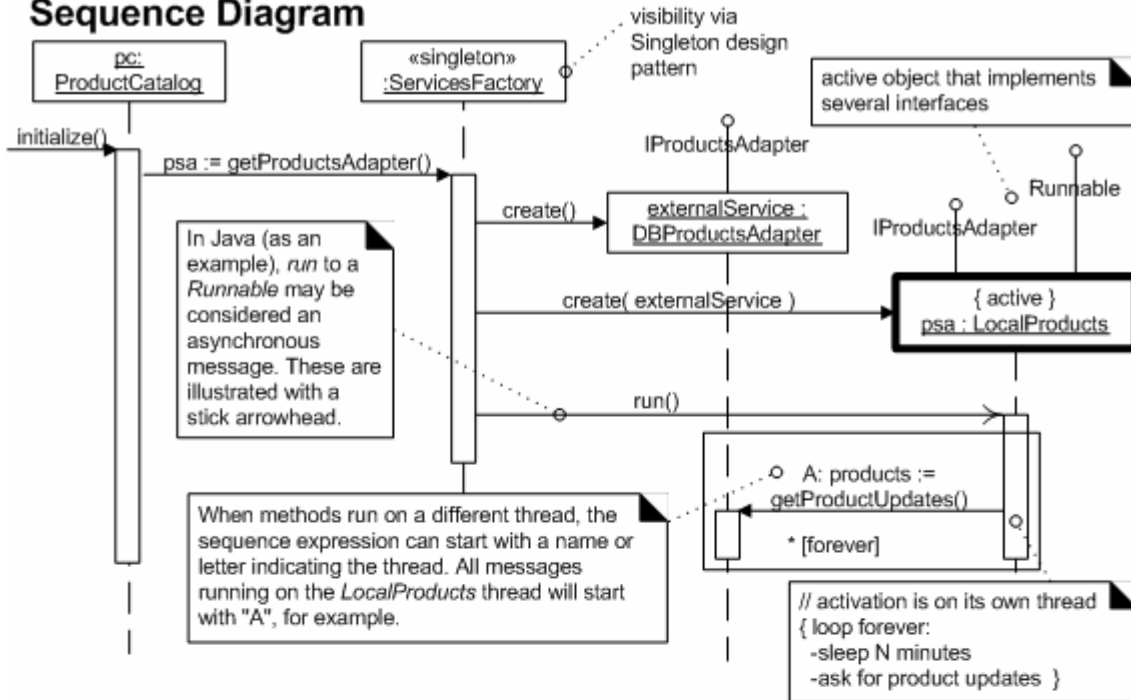 Sequence Diagram
pc:
ProductCatalog
«singleton»
:ServicesFactory
visibility via
Singleton design
pattern
active object that implements
several interfaces
initialize()
psa := getProductsAdapter()
IProductsAdapter
Runnable
create()
externalService :
DBProductsAdapter
IProductsAdapter
In Java (as an
example), run to a
Runnable may be
considered an
asynchronous
message. These are
illustrated with a
stick arrowhead.
create( externalService )
{ active }
psa : LocalProducts
run()
A: products :=
getProductUpdates()
* [forever]
When methods run on a different thread, the
sequence expression can start with a name or
letter indicating the thread. All messages
running on the LocalProducts thread will start
with "A", for example.
// activation is on its own thread
{ loop forever:
-sleep N minutes
-ask for product updates }